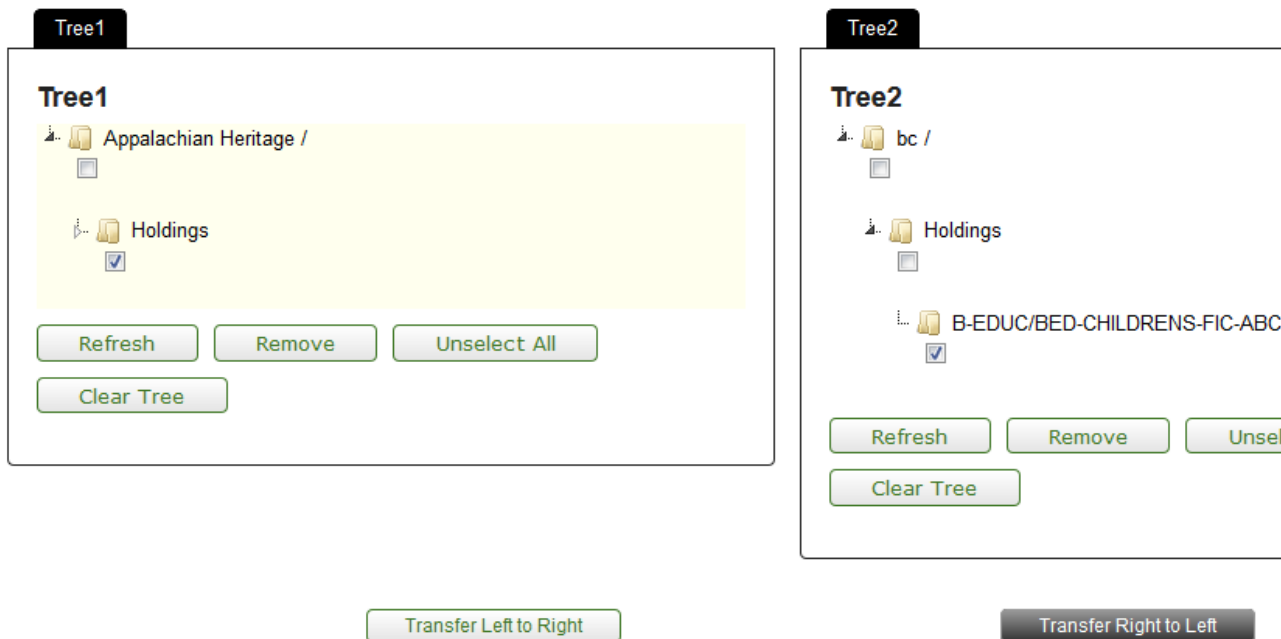 Tree1
Tree1
Appalachian Heritage /
Holdings
Refresh Remove Unselect All
Clear Tree
Tree2
Tree2
bc /
Holdings
B-EDUC/BED-CHILDRENS-FIC-ABC
Refresh Remove Unsel
Clear Tree
Transfer Left to Right Transfer Right to Left